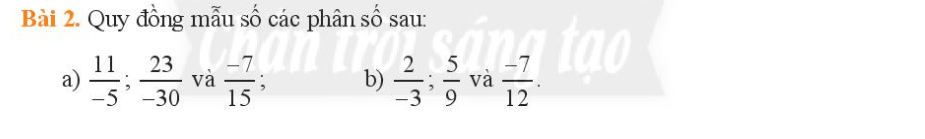 Bài 2. Quy đồng mẫu số các phân số sau:
a) 11/-5; 23/-30 và -7/15; b) 2/-3; 5/9 và -7/12.
Chân trời sáng tạo